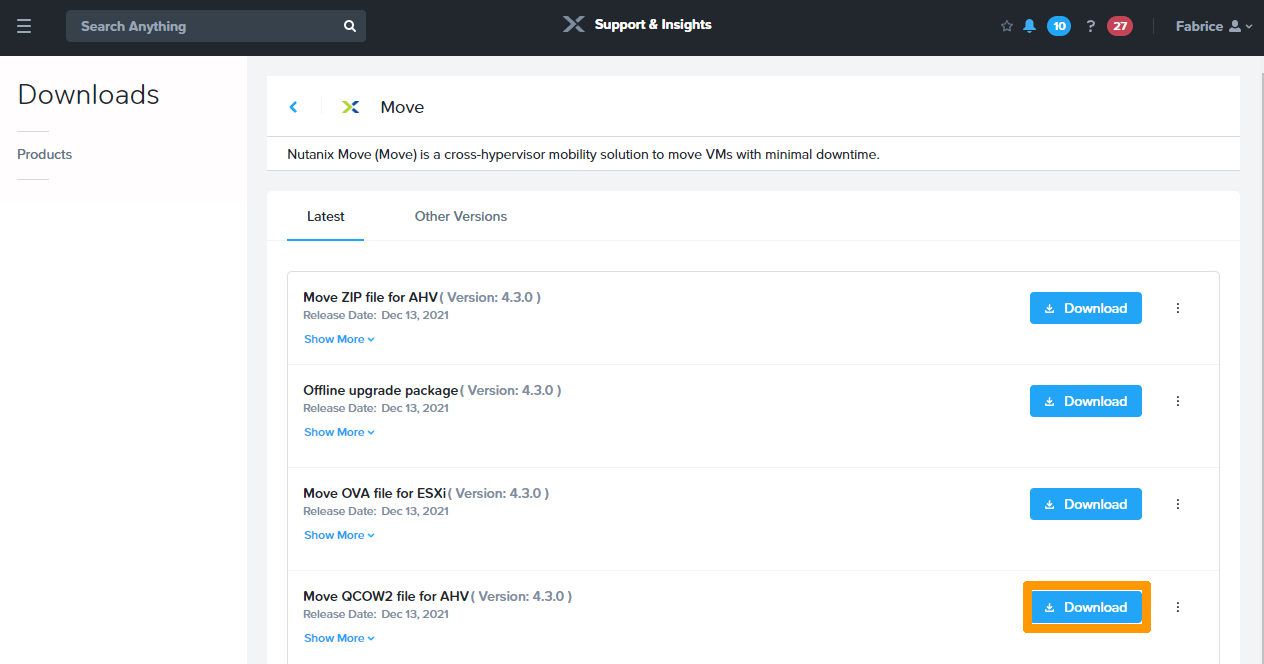 Search Anything
Support & Insights
10
?
27
Fabrice
Downloads
Products
Move
Nutanix Move (Move) is a cross-hypervisor mobility solution to move VMs with minimal downtime.
Latest
Other Versions
Move ZIP file for AHV( Version: 4.3.0 )
Download
Release Date: Dec 13, 2021
Show More
Offline upgrade package( Version: 4.3.0 )
Download
Release Date: Dec 13, 2021
Show More
Move OVA file for ESXi( Version: 4.3.0 )
Download
Release Date: Dec 13, 2021
Show More
Move QCOW2 file for AHV( Version: 4.3.0 )
Download
Release Date: Dec 13, 2021
Show More